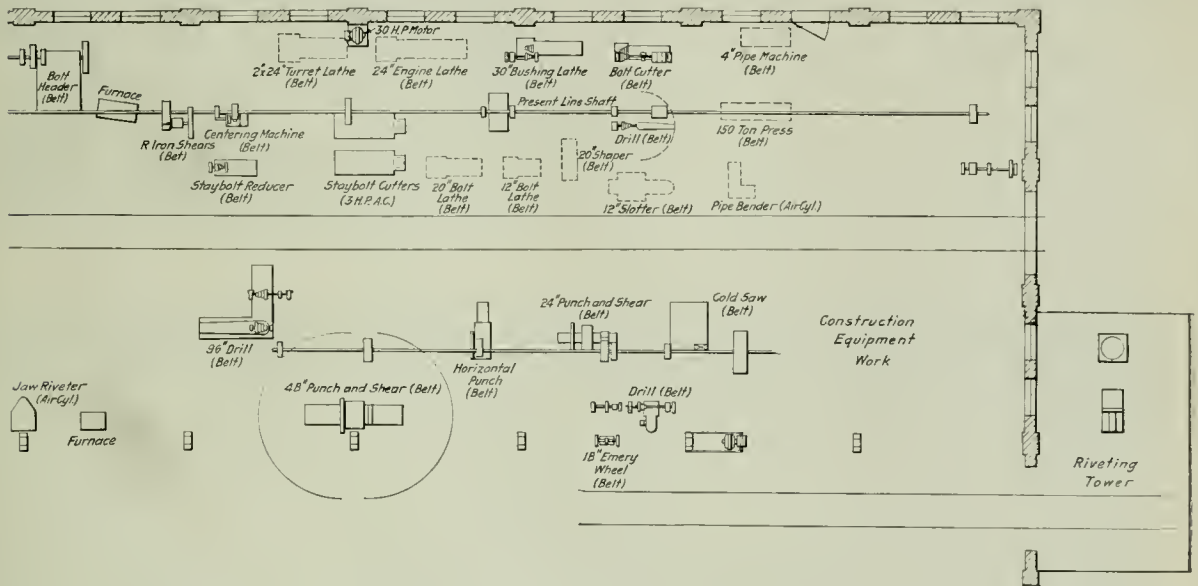 30 H.P. Motor
Bolt
Header
(Belt)
Furnace
2"x 24" Turret Lathe
(Belt)
24" Engine Lathe
(Belt)
30" Bushing Lathe
(Belt)
Bolt Cutter
(Belt)
4" Pipe Machine
(Belt)
Present Line Shaft
R Iron Shears
(Belt)
Centering Machine
(Belt)
Drill (Belt)
150 Ton Press
(Belt)
Staybolt Reducer
(Belt)
Staybolt Cutters
(3 H.P. A.C.)
20" Bolt
Lathe
(Belt)
12" Bolt
Lathe
(Belt)
20" Shaper
(Belt)
12" Slotter (Belt)
Pipe Bender (Air Cyl.)
96" Drill
(Belt)
Horizontal
Punch
(Belt)
24" Punch and Shear
(Belt)
Cold Saw
(Belt)
Construction
Equipment
Work
Jaw Riveter
(Air Cyl.)
Furnace
48" Punch and Shear (Belt)
Drill (Belt)
18" Emery
Wheel
(Belt)
Riveting
Tower